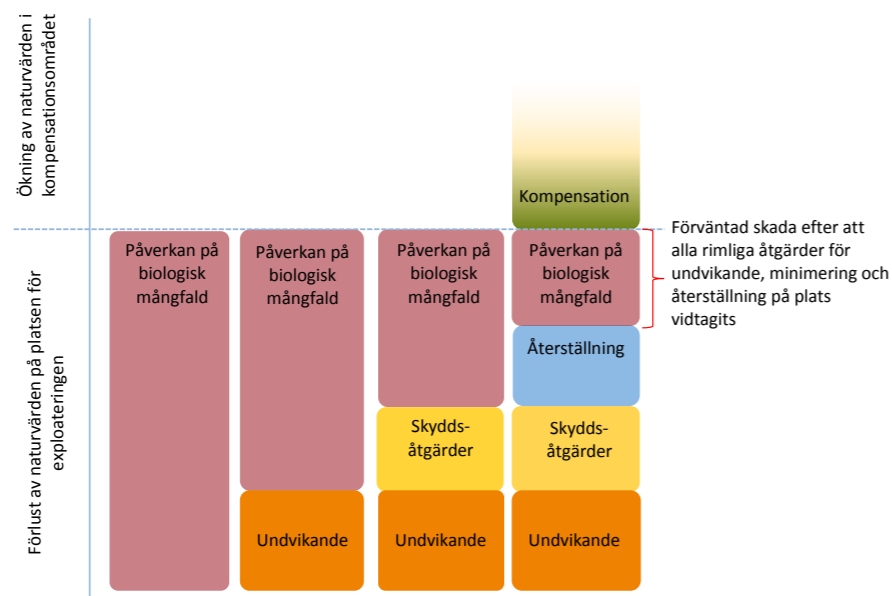 Ökning av naturvärden i
kompensationsområdet
Förlust av naturvärden på platsen för
exploateringen
Påverkan på
biologisk
mångfald
Påverkan på
biologisk
mångfald
Undvikande
Påverkan på
biologisk
mångfald
Skydds-
åtgärder
Undvikande
Kompensation
Påverkan på
biologisk
mångfald
Återställning
Skydds-
åtgärder
Undvikande
Förväntad skada efter att
alla rimliga åtgärder för
undvikande, minimering och
återställning på plats
vidtagits